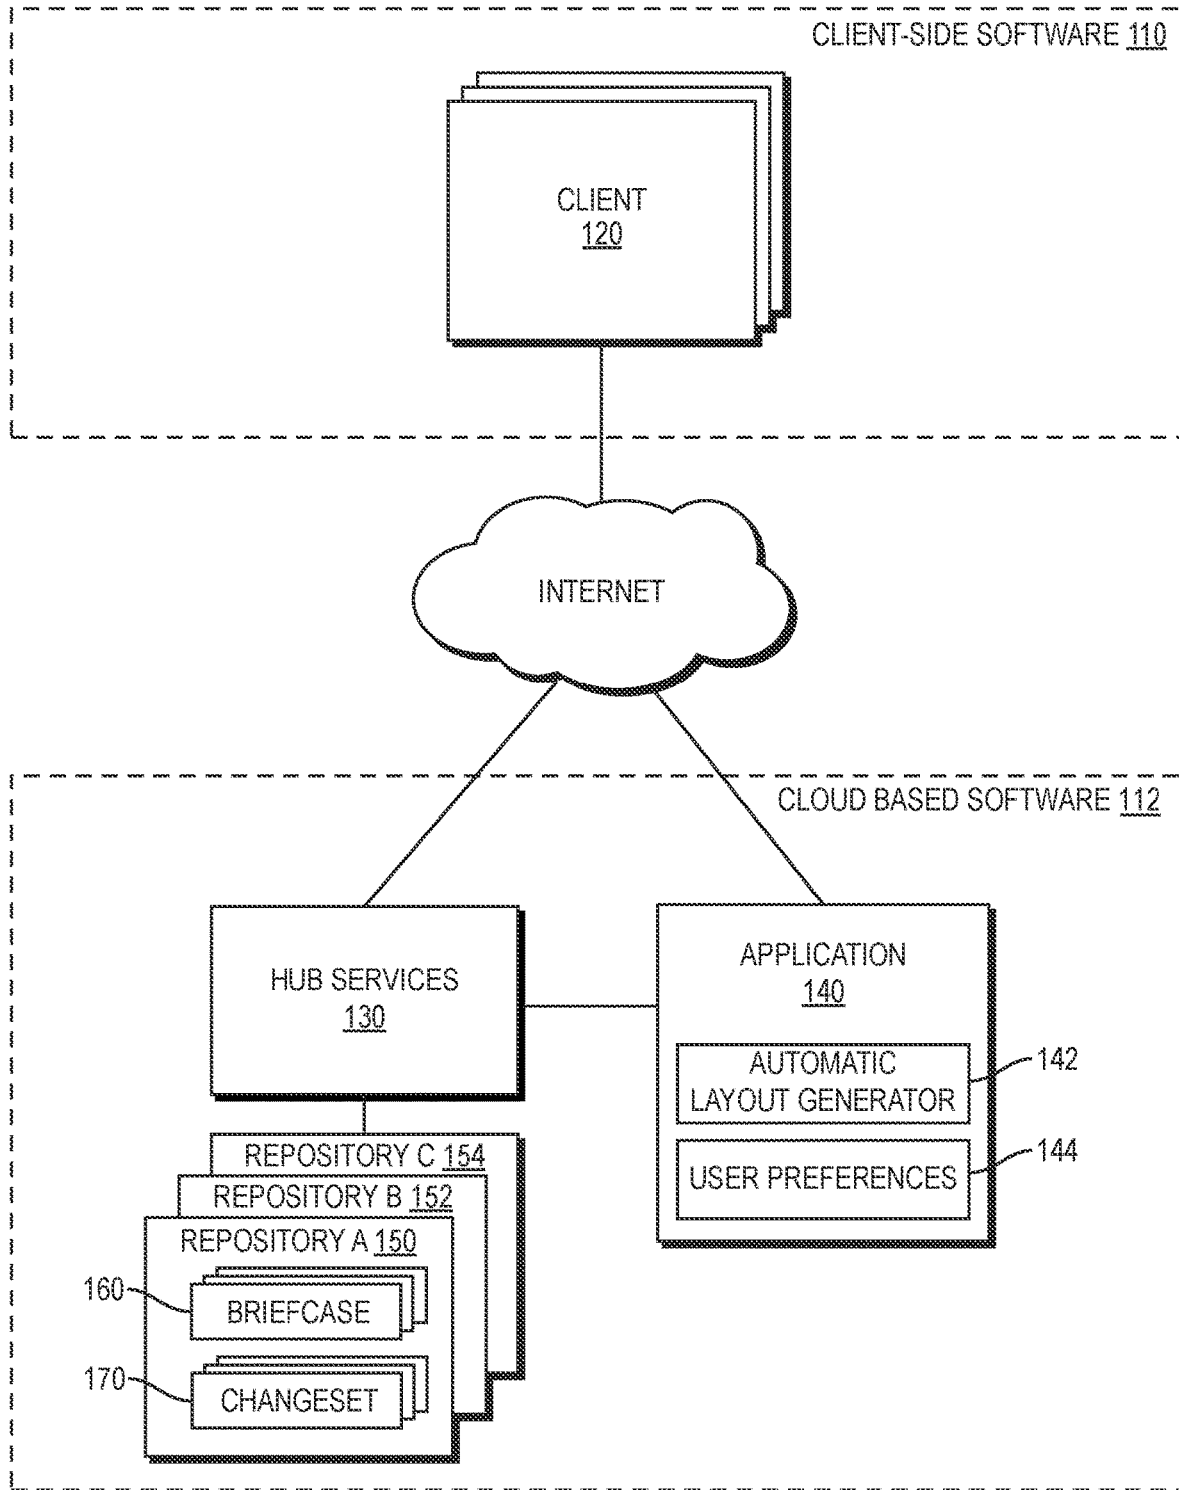 CLIENT-SIDE SOFTWARE 110
CLIENT
120
INTERNET
CLOUD BASED SOFTWARE 112
HUB SERVICES
130
APPLICATION
140
AUTOMATIC
LAYOUT GENERATOR
142
USER PREFERENCES
144
REPOSITORY C 154
REPOSITORY B 152
REPOSITORY A 150
160
BRIEFCASE
170
CHANGESET